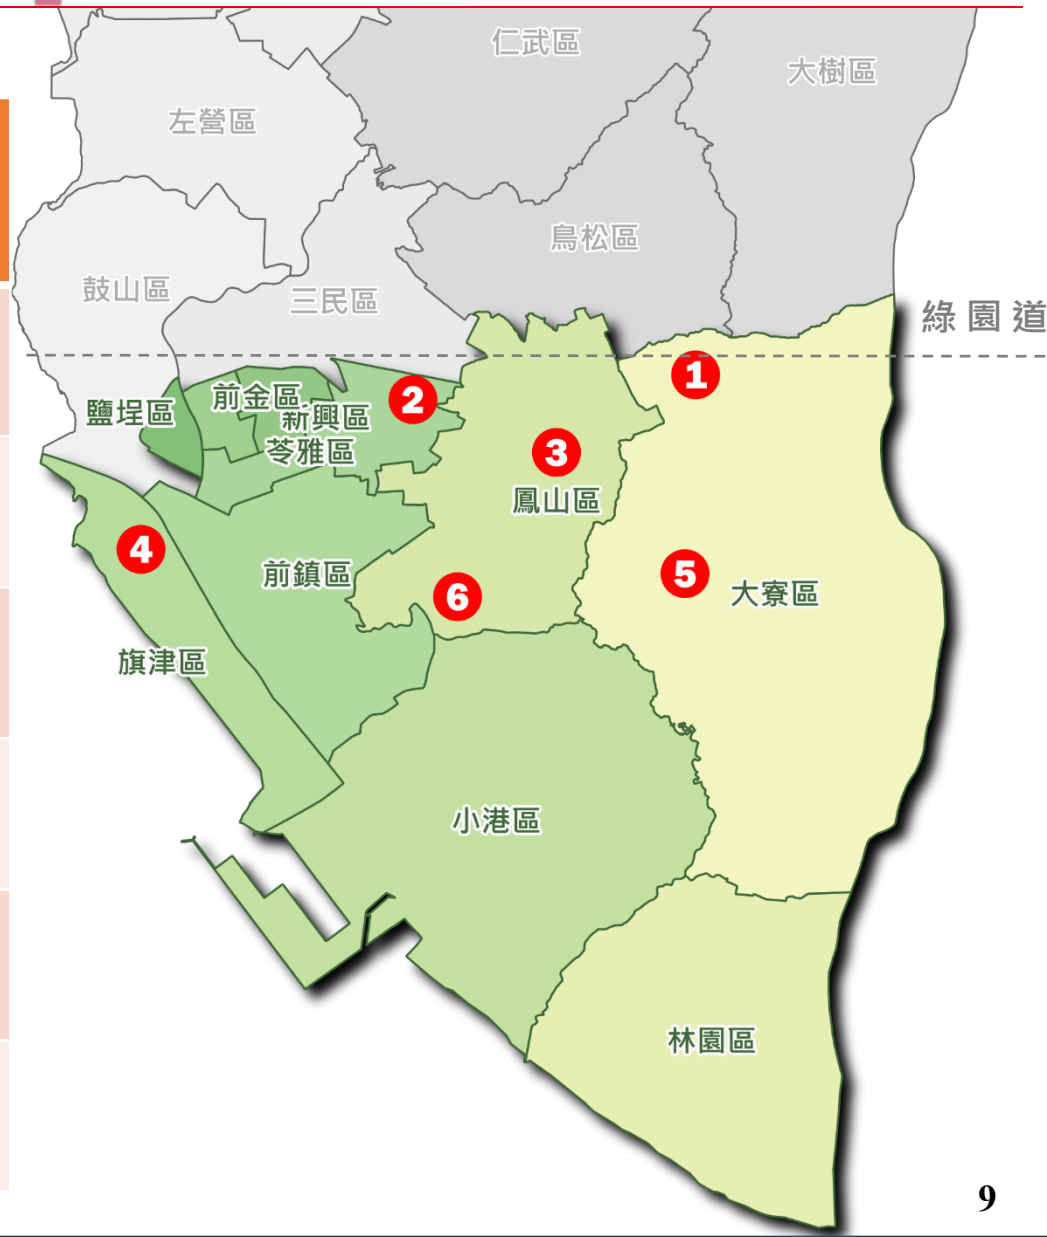 仁武區
大樹區
左營區
鳥松區
鼓山區
三民區
綠園道
1
前金區
2
鹽埕區
新興區
苓雅區
3
鳳山區
4
前鎮區
5
大寮區
6
旗津區
小港區
林園區
9